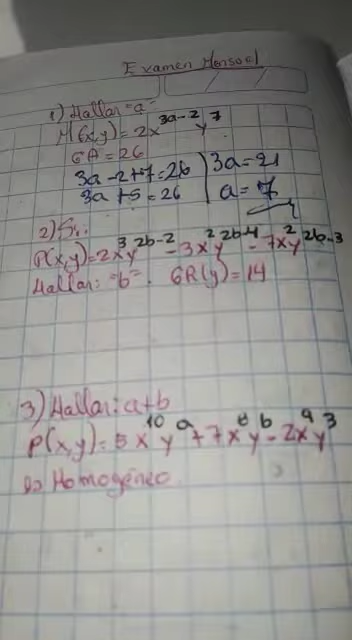 Examen Mensual
1) Hallar "a"
M(x,y) = 2x^{3a-2} y^7
GA = 26
3a - 2 + 7 = 26
3a + 5 = 26
3a = 21
a = 7
2) Si:
P(x,y) = 2x^3 y^{2b-2} - 3x^2 y^{2b-4} - 7x^2 y^{2b-3}
Hallar: "b". GR(y) = 14
3) Hallar: a+b
P(x,y) = 5x^{10} y^a + 7x^8 y^b - 2x^9 y^3
Es Homogéneo